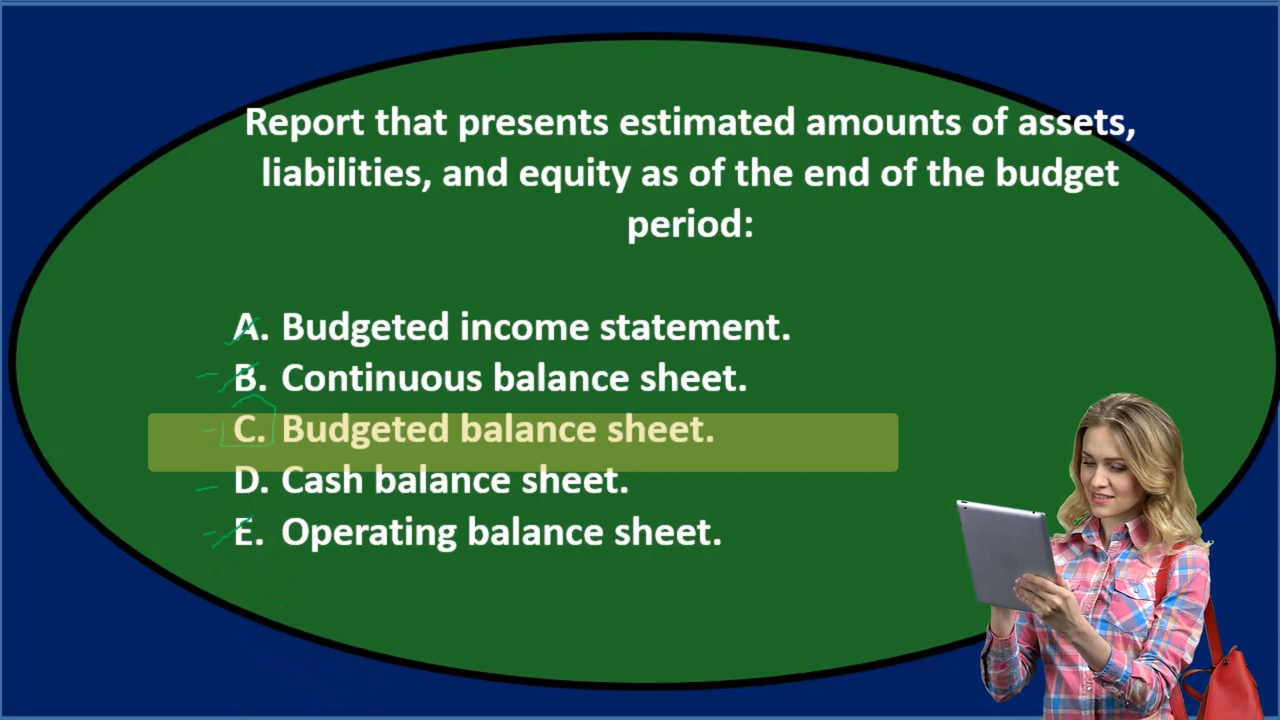 Report that presents estimated amounts of assets,
liabilities, and equity as of the end of the budget
period:
A. Budgeted income statement.
B. Continuous balance sheet.
C. Budgeted balance sheet.
D. Cash balance sheet.
E. Operating balance sheet.